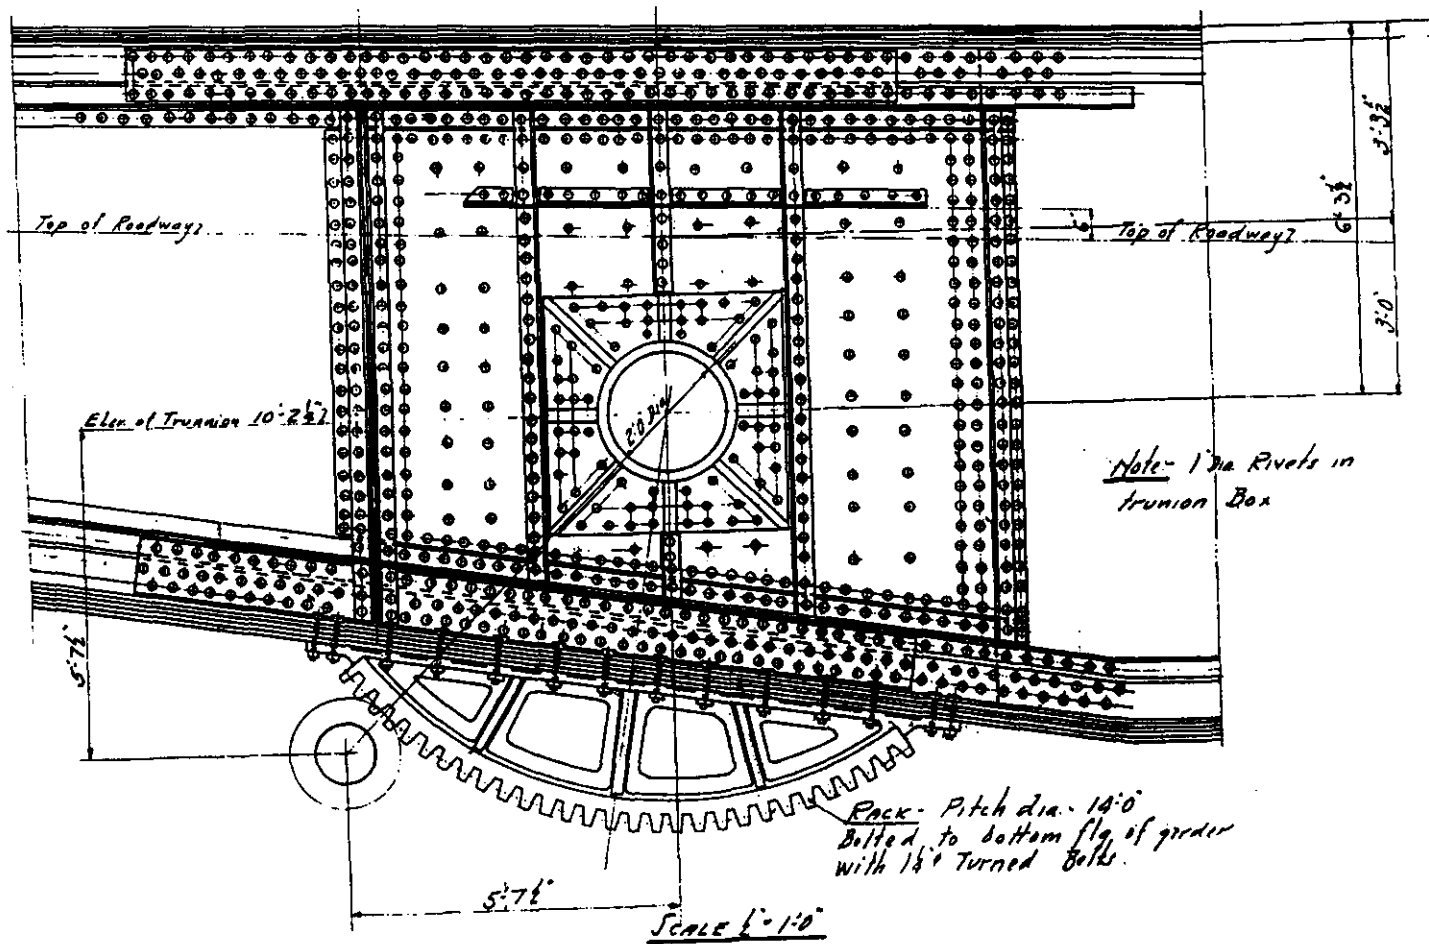 3'-3½"
6'-3½"
Top of Roadway
6"
Top of Roadway
3'-0"
2'-0" Dia.
Elev. of Trunnion 10'-2½"
Note- 1" Dia Rivets in
trunion Box
5'-7½"
Rack- Pitch dia.- 14'-0"
Bolted to bottom flg of girder
with Turned Bolts.
5'-7½"
SCALE ½"-1'-0"